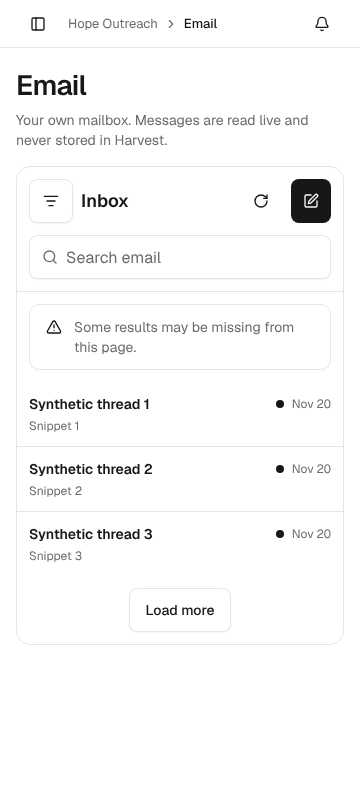 Hope Outreach > Email
Email
Your own mailbox. Messages are read live and
never stored in Harvest.
Inbox
Search email
Some results may be missing from
this page.
Synthetic thread 1 Nov 20
Snippet 1
Synthetic thread 2 Nov 20
Snippet 2
Synthetic thread 3 Nov 20
Snippet 3
Load more